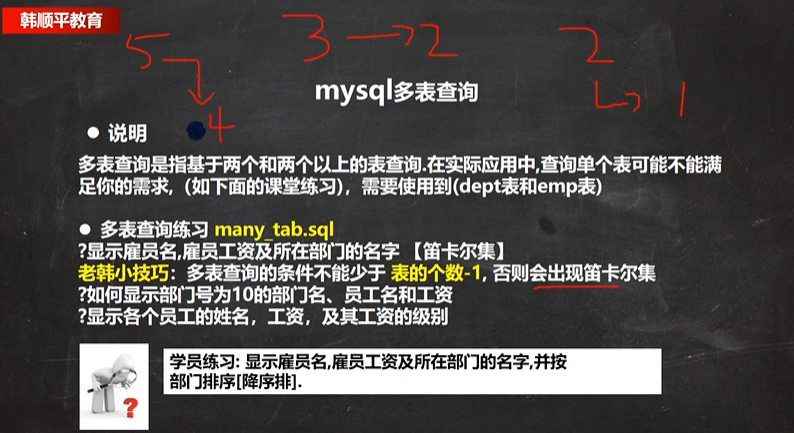 韩顺平教育
5 → 4
3 → 2
2 → 1
mysql多表查询
● 说明
多表查询是指基于两个和两个以上的表查询.在实际应用中,查询单个表可能不能满
足你的需求,（如下面的课堂练习)，需要使用到(dept表和emp表)
● 多表查询练习 many_tab.sql
?显示雇员名,雇员工资及所在部门的名字 【笛卡尔集】
老韩小技巧：多表查询的条件不能少于 表的个数-1, 否则会出现笛卡尔集
?如何显示部门号为10的部门名、员工名和工资
?显示各个员工的姓名，工资，及其工资的级别
?
学员练习: 显示雇员名,雇员工资及所在部门的名字,并按
部门排序[降序排].